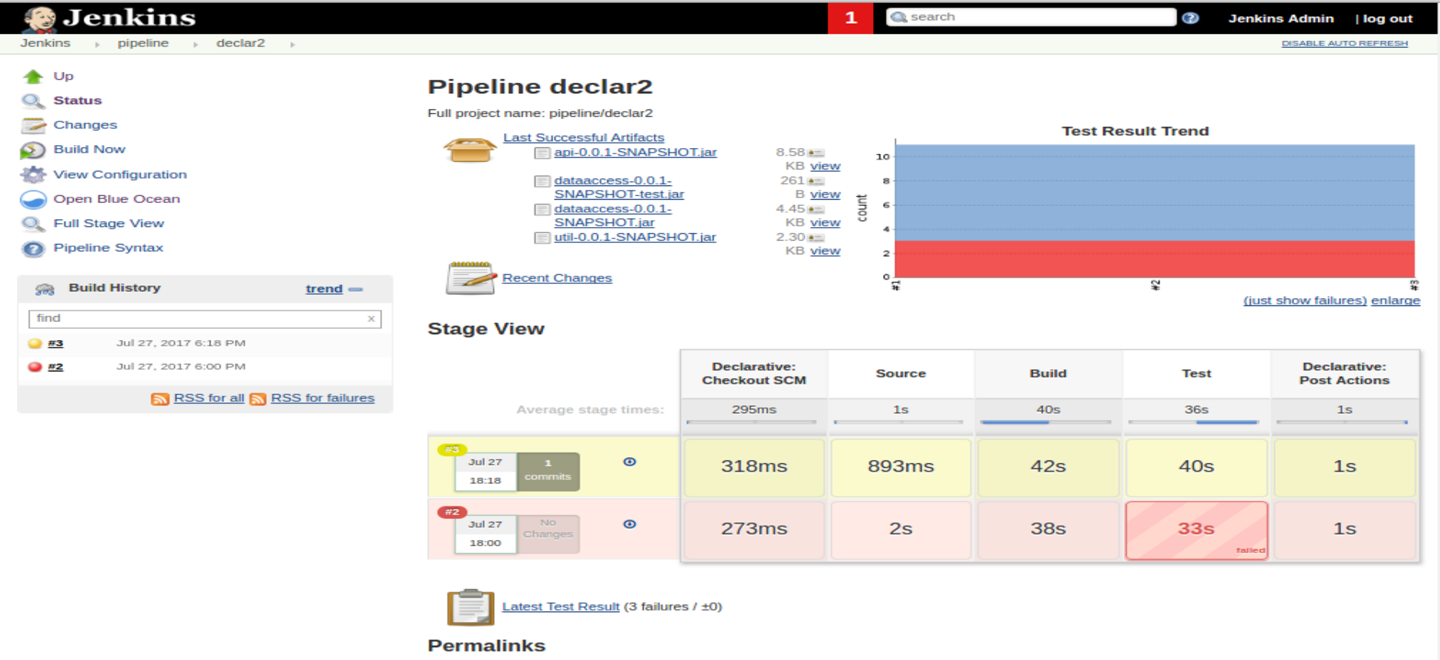 Jenkins
1
search
Jenkins Admin
| log out
Jenkins
pipeline
declar2
DISABLE AUTO REFRESH
Up
Status
Changes
Build Now
View Configuration
Open Blue Ocean
Full Stage View
Pipeline Syntax
Build History
trend
find
x
#3
Jul 27, 2017 6:18 PM
#2
Jul 27, 2017 6:00 PM
RSS for all
RSS for failures
Pipeline declar2
Full project name: pipeline/declar2
Last Successful Artifacts
api-0.0.1-SNAPSHOT.jar
8.58
KB view
dataaccess-0.0.1-
SNAPSHOT-test.jar
261
B view
dataaccess-0.0.1-
SNAPSHOT.jar
4.45
KB view
util-0.0.1-SNAPSHOT.jar
2.30
KB view
Recent Changes
Test Result Trend
count
10
8
6
4
2
0
#1
#2
#3
(just show failures) enlarge
Stage View
Declarative:
Checkout SCM
Source
Build
Test
Declarative:
Post Actions
Average stage times:
295ms
1s
40s
36s
1s
#3
Jul 27
18:18
1
commits
318ms
893ms
42s
40s
1s
#2
Jul 27
18:00
No
Changes
273ms
2s
38s
33s
failed
1s
Latest Test Result (3 failures / ±0)
Permalinks